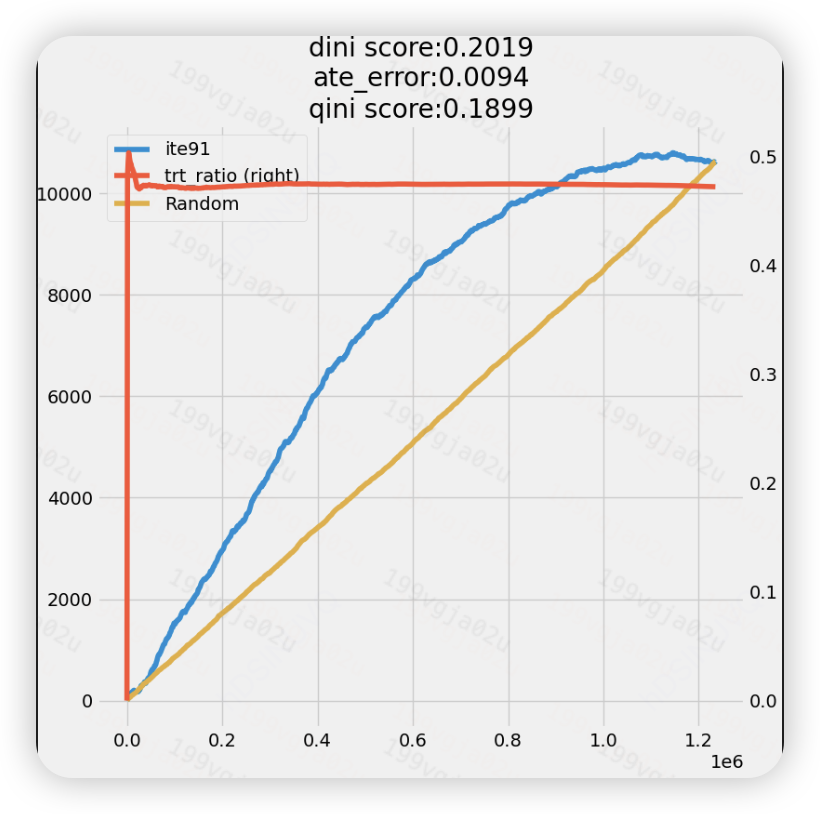 dini score:0.2019
ate_error:0.0094
qini score:0.1899
ite91
trt_ratio (right)
Random
10000
8000
6000
4000
2000
0
0.5
0.4
0.3
0.2
0.1
0.0
0.0 0.2 0.4 0.6 0.8 1.0 1.2
1e6
199vgja02u